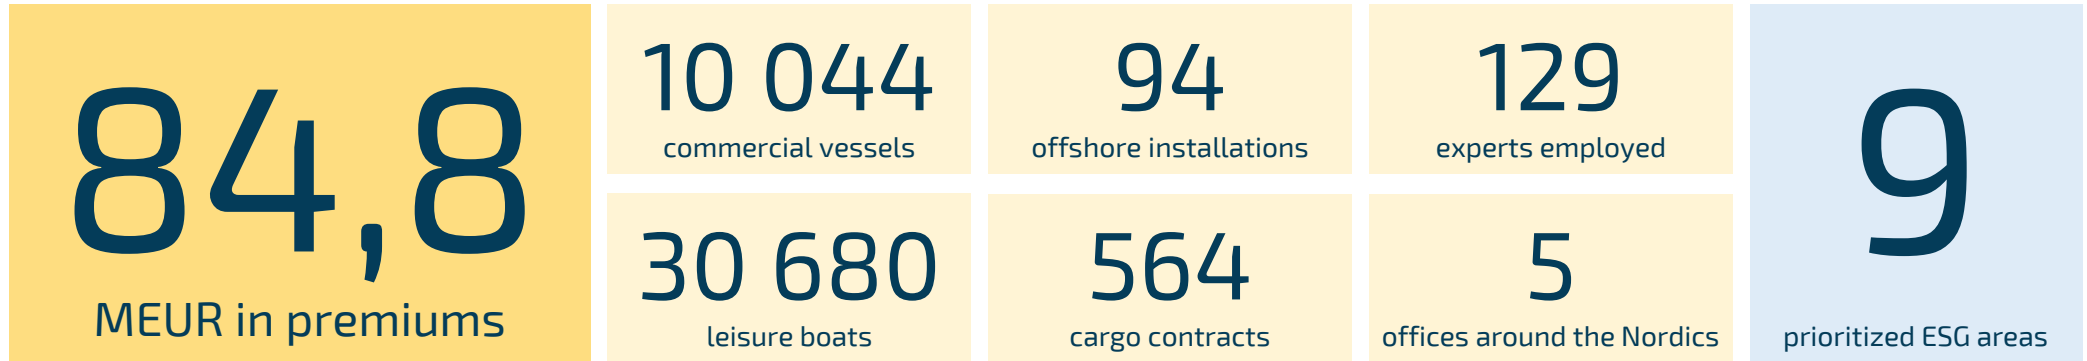 84,8
MEUR in premiums
10 044
commercial vessels
94
offshore installations
129
experts employed
30 680
leisure boats
564
cargo contracts
5
offices around the Nordics
9
prioritized ESG areas